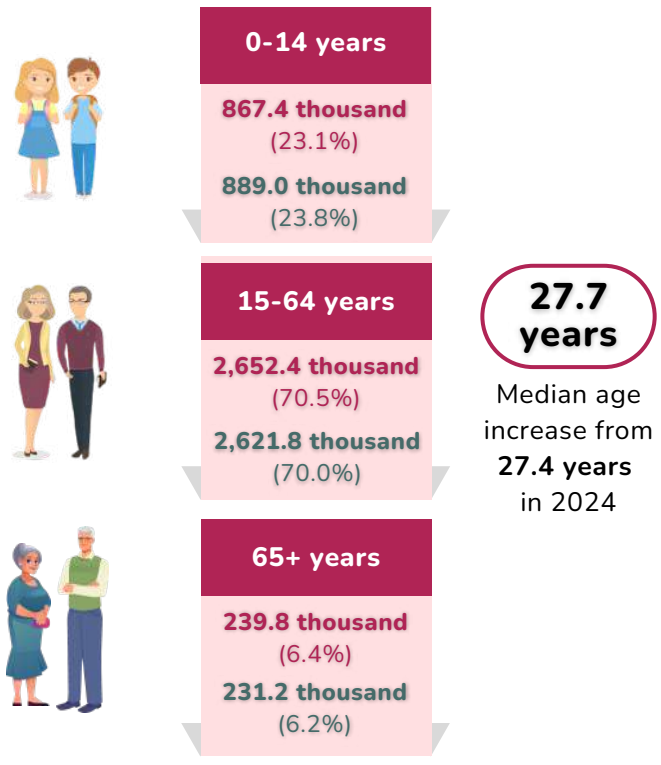 0-14 years
867.4 thousand
(23.1%)
889.0 thousand
(23.8%)
15-64 years
2,652.4 thousand
(70.5%)
2,621.8 thousand
(70.0%)
65+ years
239.8 thousand
(6.4%)
231.2 thousand
(6.2%)
27.7
years
Median age
increase from
27.4 years
in 2024